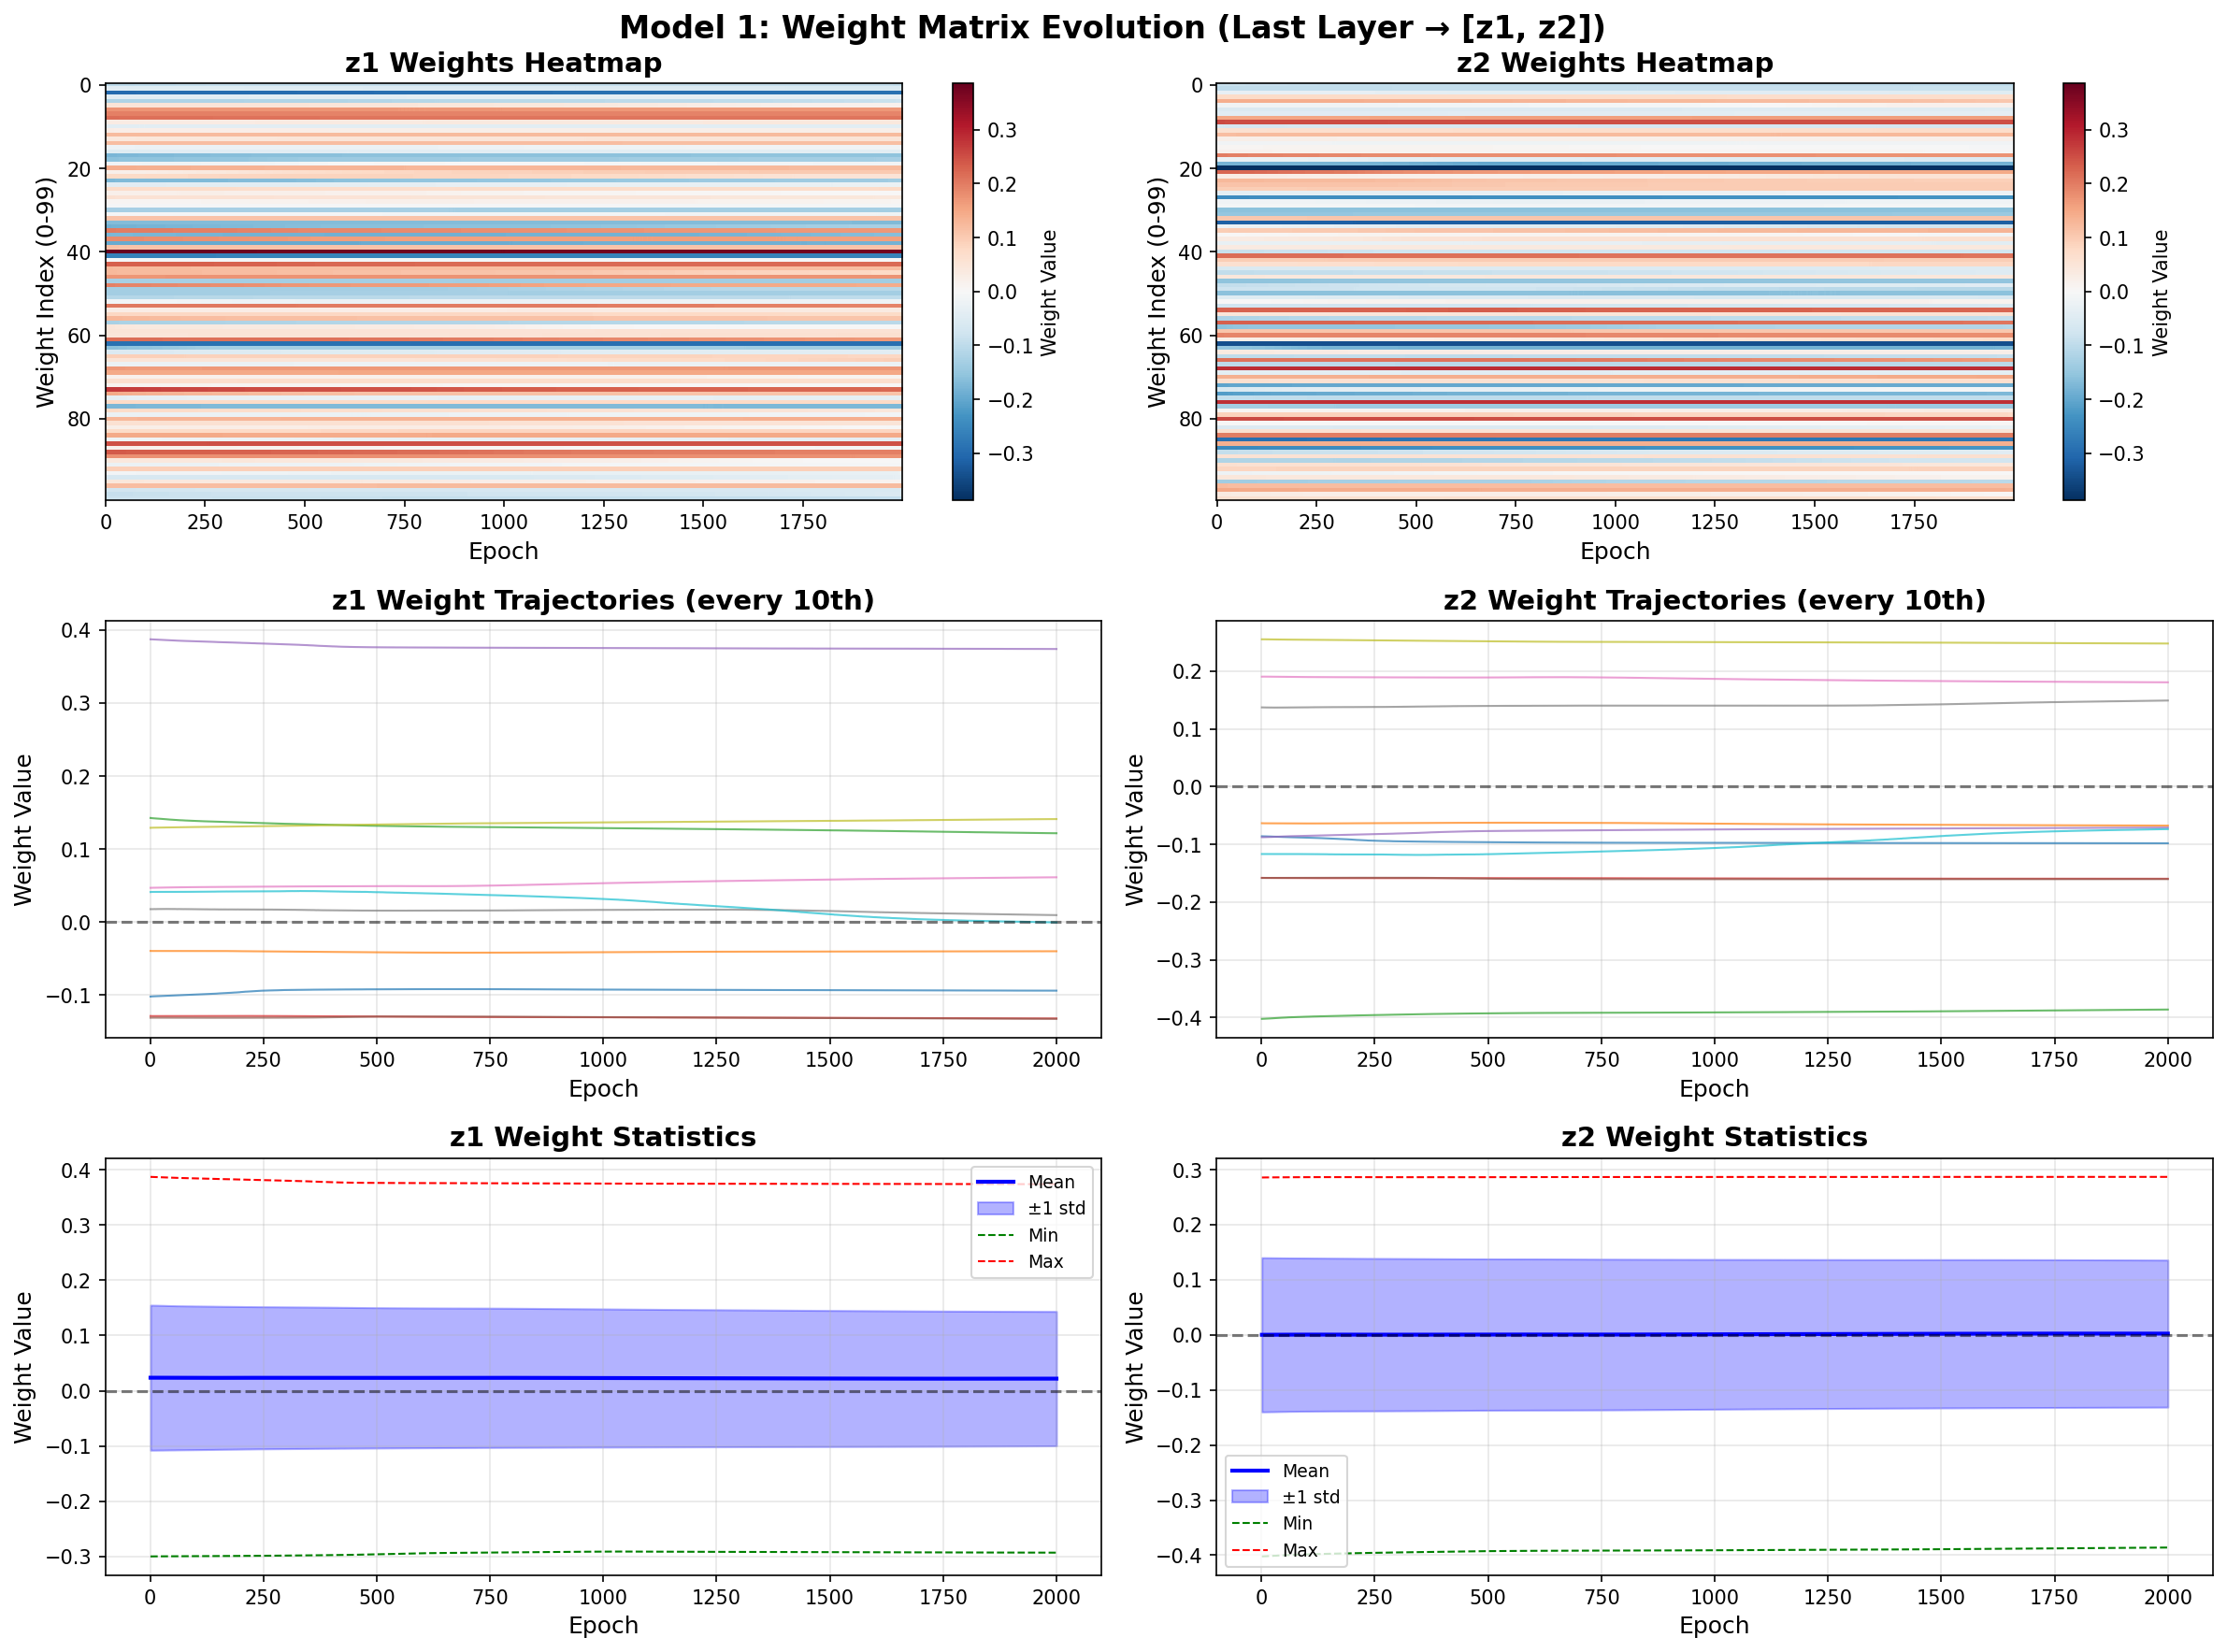 Model 1: Weight Matrix Evolution (Last Layer → [z1, z2])
z1 Weights Heatmap
0
20
40
60
80
Weight Index (0-99)
0 250 500 750 1000 1250 1500 1750
Epoch
0.3
0.2
0.1
0.0
−0.1
−0.2
−0.3
Weight Value
z2 Weights Heatmap
0
20
40
60
80
Weight Index (0-99)
0 250 500 750 1000 1250 1500 1750
Epoch
0.3
0.2
0.1
0.0
−0.1
−0.2
−0.3
Weight Value
z1 Weight Trajectories (every 10th)
0.4
0.3
0.2
0.1
0.0
−0.1
Weight Value
0 250 500 750 1000 1250 1500 1750 2000
Epoch
z2 Weight Trajectories (every 10th)
0.2
0.1
0.0
−0.1
−0.2
−0.3
−0.4
Weight Value
0 250 500 750 1000 1250 1500 1750 2000
Epoch
z1 Weight Statistics
0.4
0.3
0.2
0.1
0.0
−0.1
−0.2
−0.3
Weight Value
Mean
±1 std
Min
Max
0 250 500 750 1000 1250 1500 1750 2000
Epoch
z2 Weight Statistics
0.3
0.2
0.1
0.0
−0.1
−0.2
−0.3
−0.4
Weight Value
Mean
±1 std
Min
Max
0 250 500 750 1000 1250 1500 1750 2000
Epoch